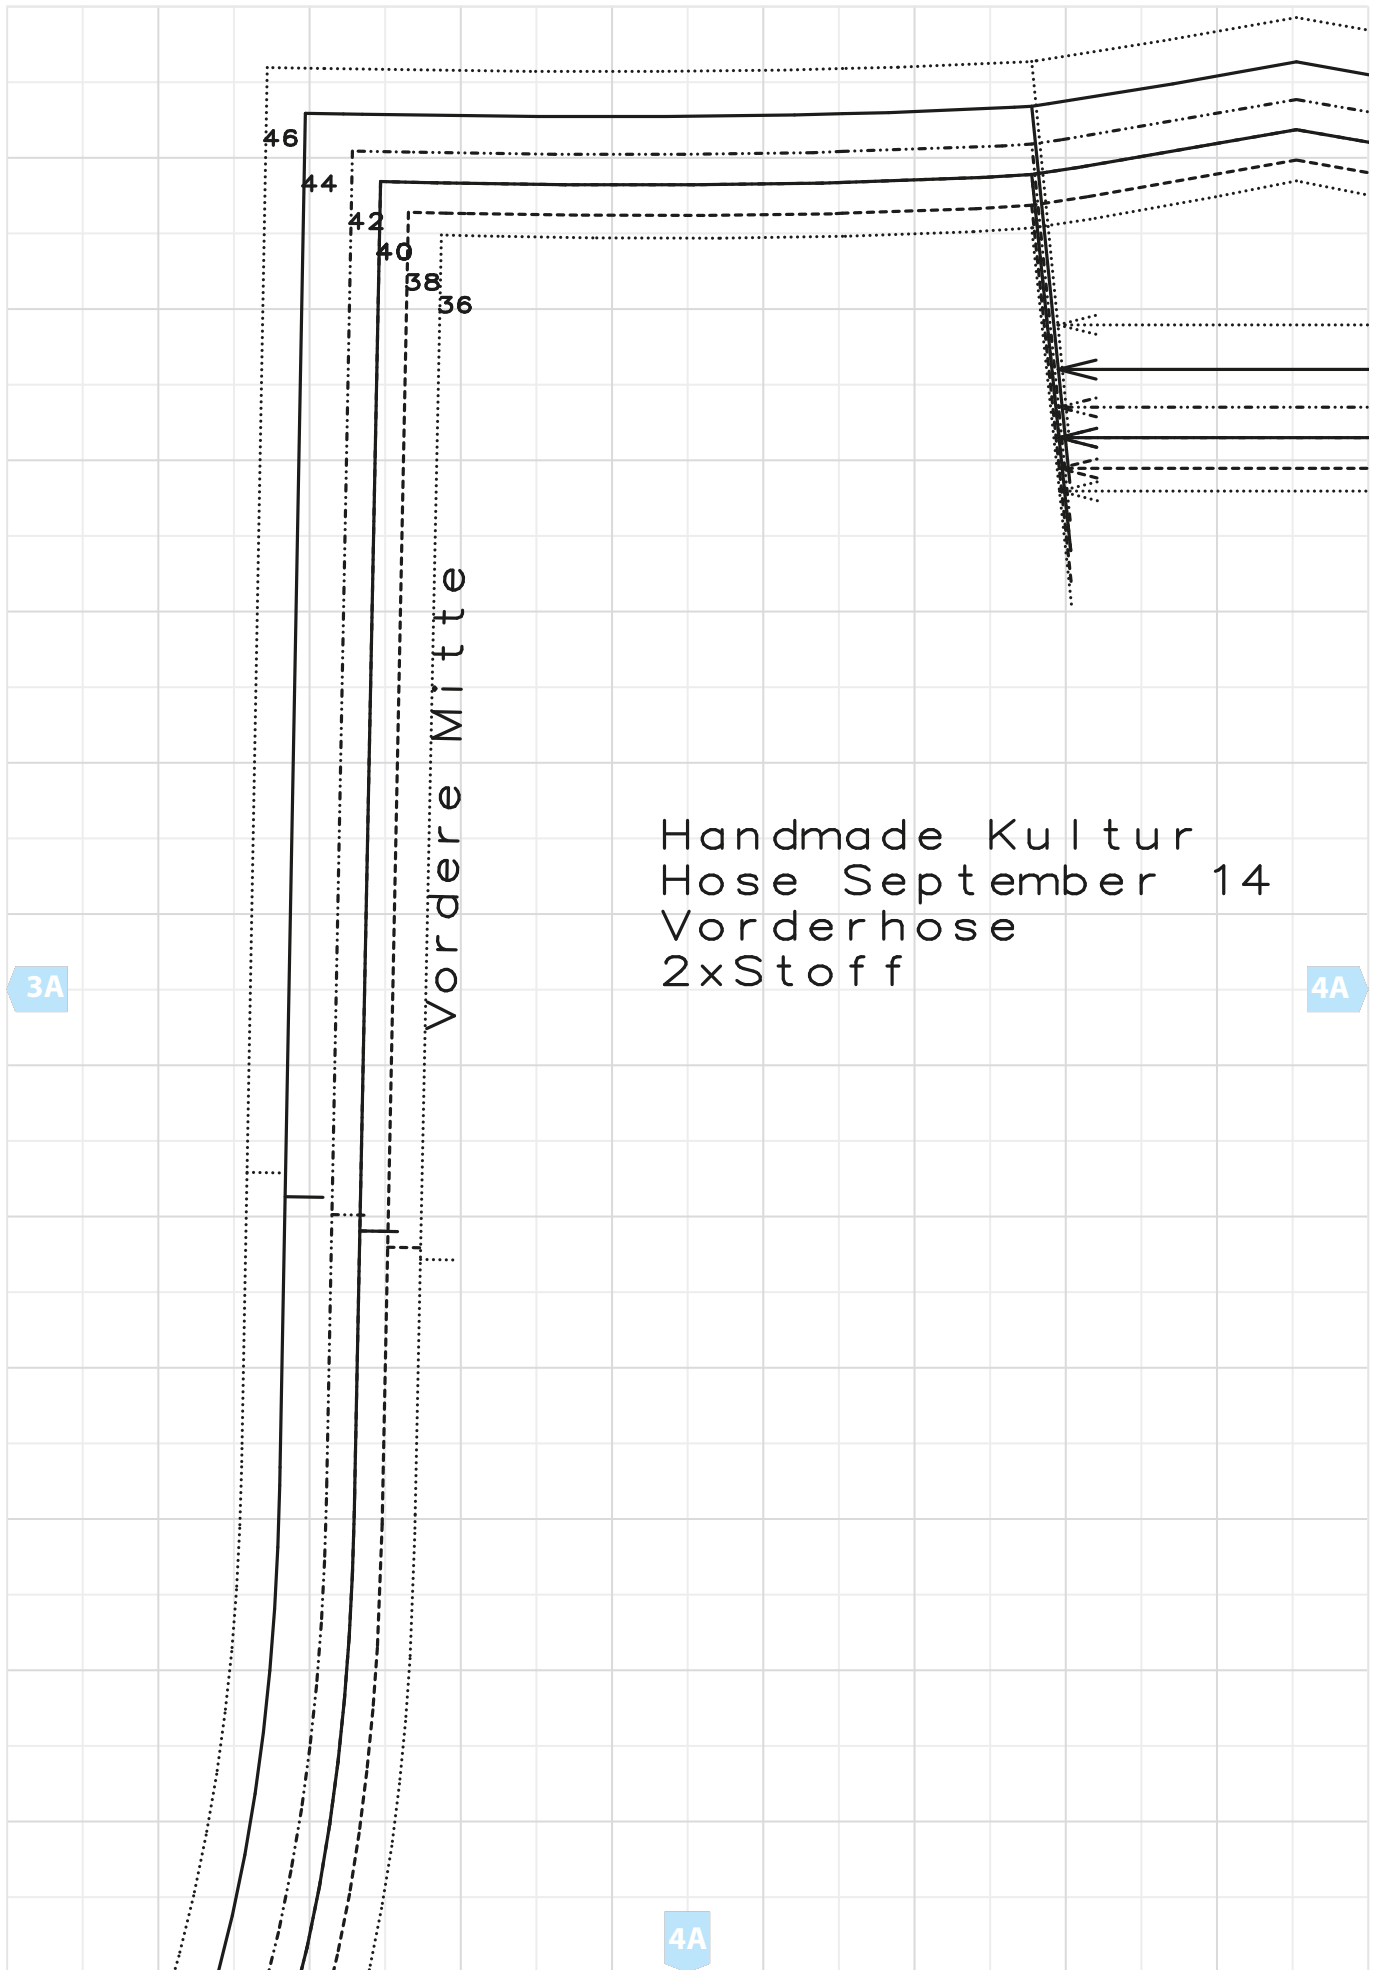 46
44
42
40
38
36
Vordere Mitte
Handmade Kultur
Hose September 14
Vorderhose
2xStoff
3A
4A
4A